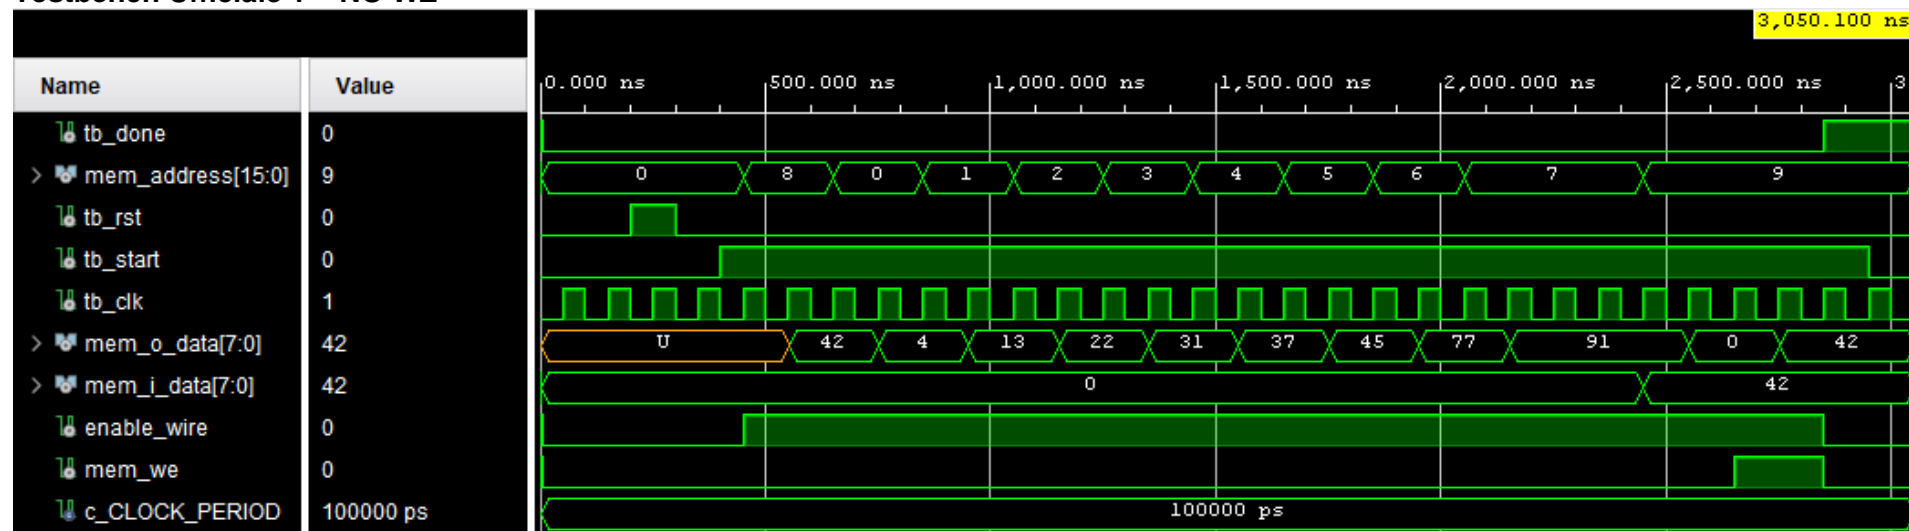 3,050.100 ns
Name Value 0.000 ns 500.000 ns 1,000.000 ns 1,500.000 ns 2,000.000 ns 2,500.000 ns 3
tb_done 0
mem_address[15:0] 9 0 8 0 1 2 3 4 5 6 7 9
tb_rst 0
tb_start 0
tb_clk 1
mem_o_data[7:0] 42 U 42 4 13 22 31 37 45 77 91 0 42
mem_i_data[7:0] 42 0 42
enable_wire 0
mem_we 0
c_CLOCK_PERIOD 100000 ps 100000 ps